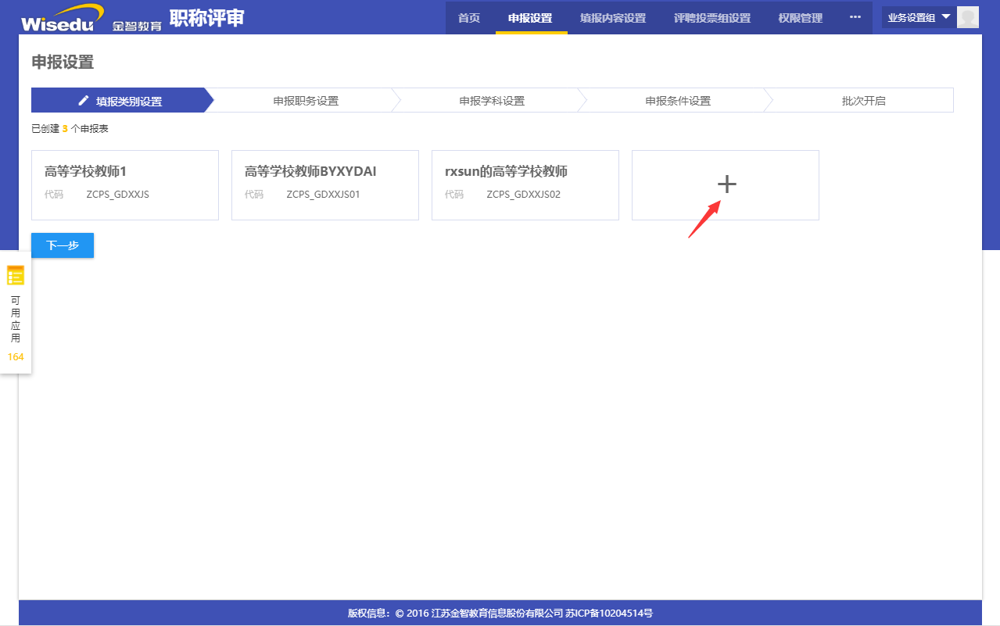 Wisedu 金智教育 职称评审
首页 申报设置 填报内容设置 评聘投票组设置 权限管理 ··· 业务设置组
申报设置
填报类别设置 申报职务设置 申报学科设置 申报条件设置 批次开启
已创建 3 个申报表
高等学校教师1
代码 ZCPS_GDXXJS
高等学校教师BYXYDAI
代码 ZCPS_GDXXJS01
rxsun的高等学校教师
代码 ZCPS_GDXXJS02
下一步
可
用
应
用
164
版权信息：© 2016 江苏金智教育信息股份有限公司 苏ICP备10204514号